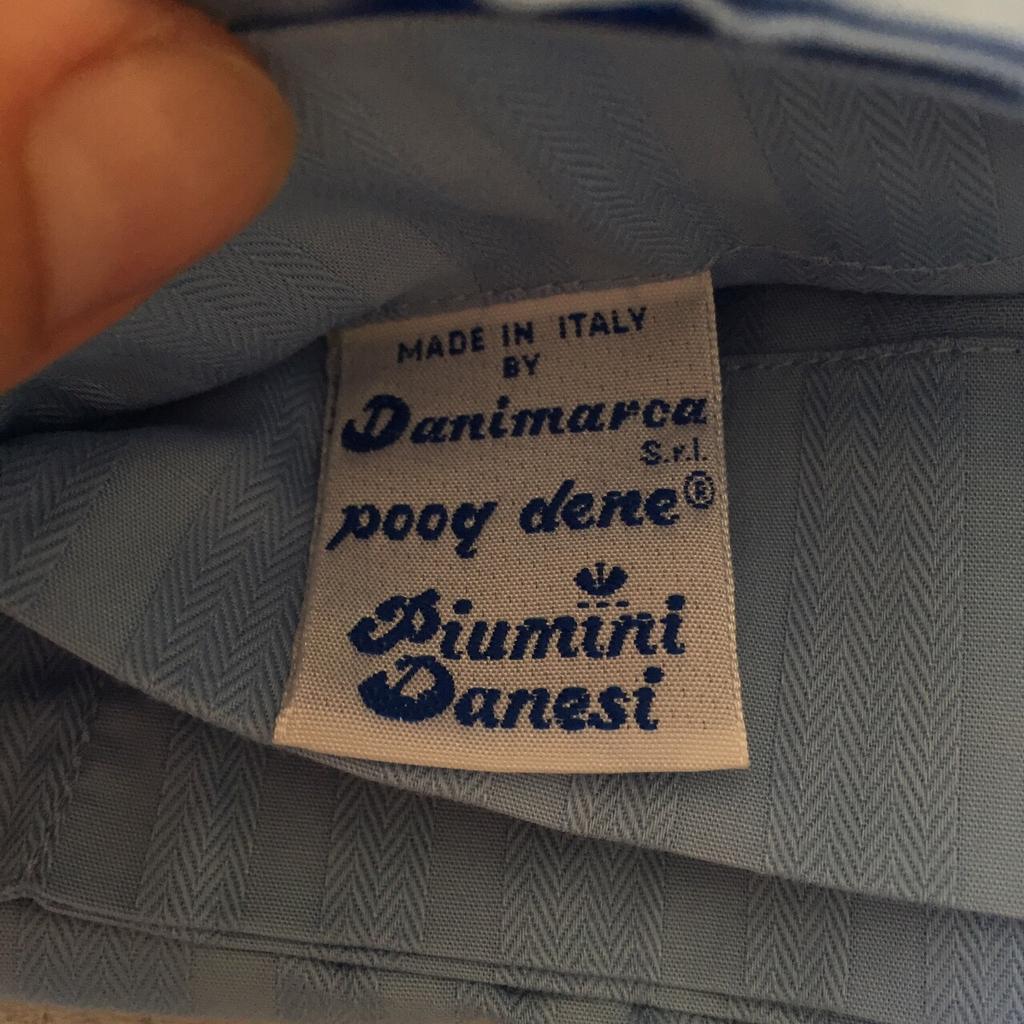 MADE IN ITALY
BY
Danimarca
S.r.l.
pooq dene®
Piumini
Danesi